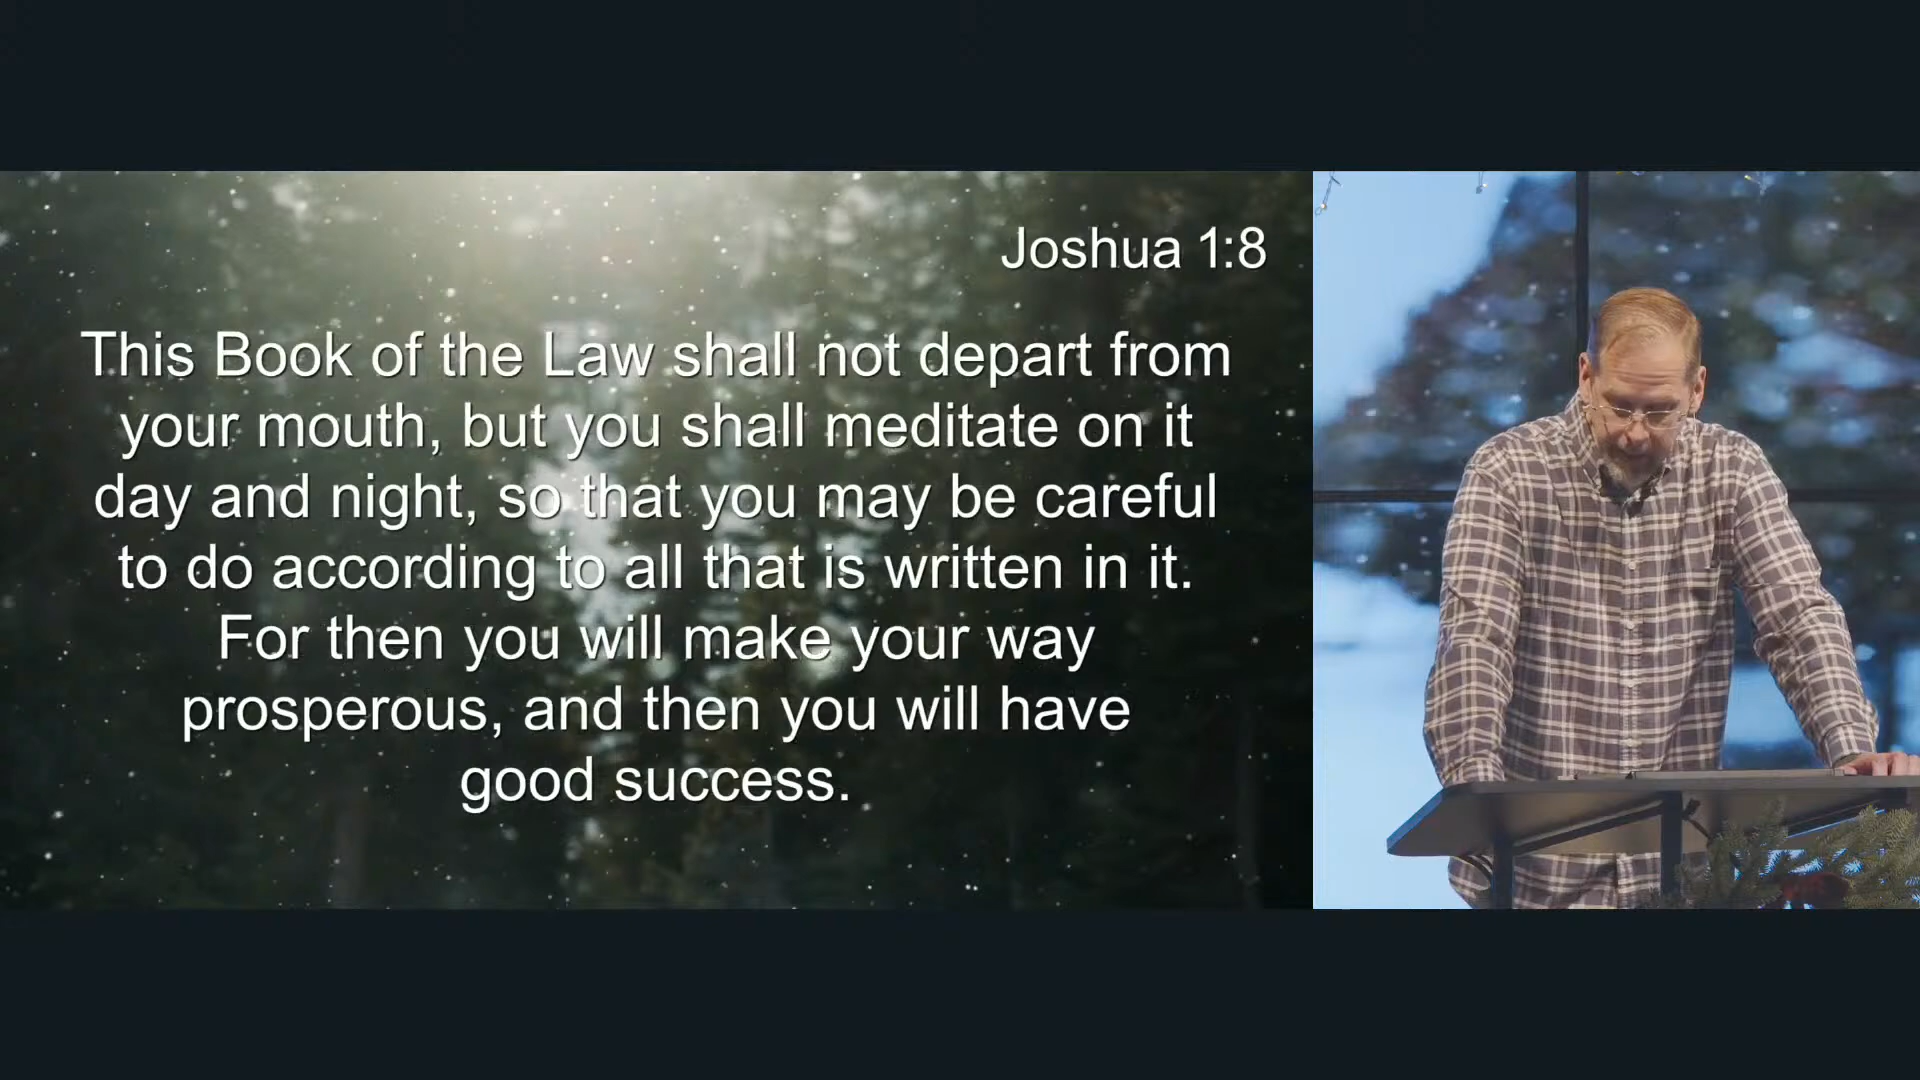 Joshua 1:8
This Book of the Law shall not depart from
your mouth, but you shall meditate on it
day and night, so that you may be careful
to do according to all that is written in it.
For then you will make your way
prosperous, and then you will have
good success.